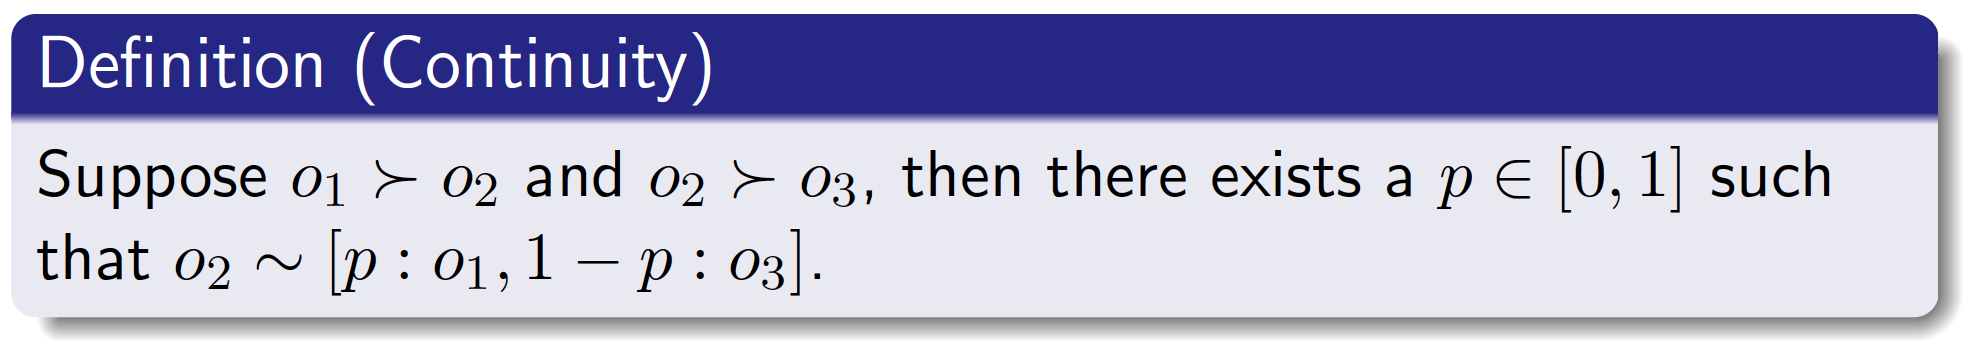 Definition (Continuity)
Suppose o₁ ≻ o₂ and o₂ ≻ o₃, then there exists a p ∈ [0, 1] such
that o₂ ∼ [p : o₁, 1 − p : o₃].